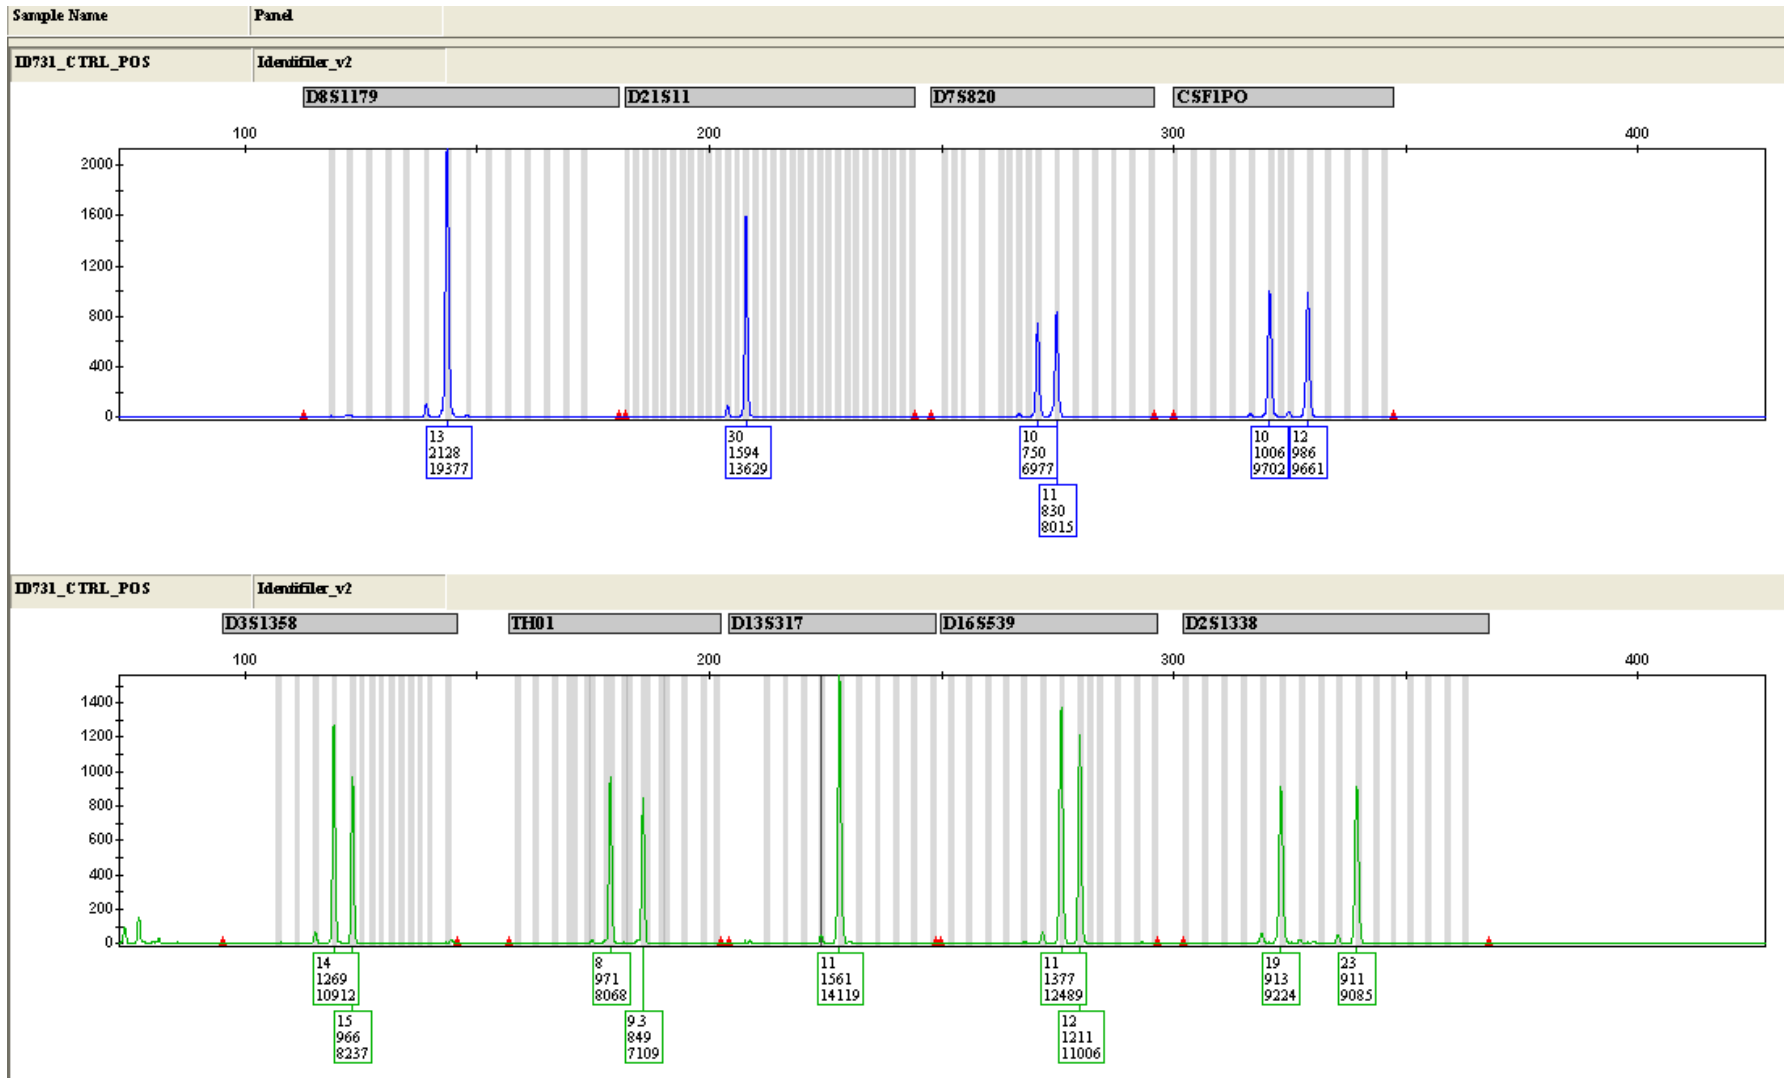 Sample Name Panel
ID731_CTRL_POS Identifiler_v2
D8S1179 D21S11 D7S820 CSF1PO
100 200 300 400
2000
1600
1200
800
400
0
13 30 10 10 12
2128 1594 750 1006 986
19377 13629 6977 9702 9661
11
830
8015
ID731_CTRL_POS Identifiler_v2
D3S1358 TH01 D13S317 D16S539 D2S1338
100 200 300 400
1400
1200
1000
800
600
400
200
0
14 8 11 11 19 23
1269 971 1561 1377 913 911
10912 8068 14119 12489 9224 9085
15 9.3 12
966 849 1211
8237 7109 11006